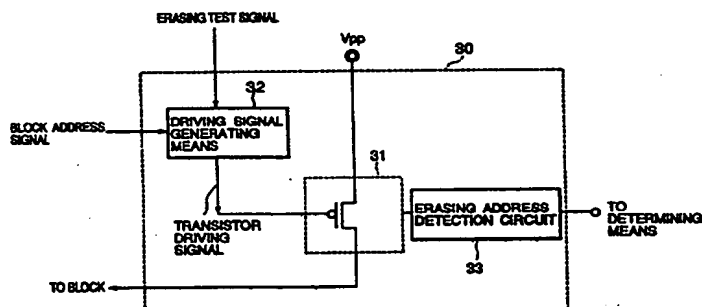 ERASING TEST SIGNAL
Vpp
30
32
BLOCK ADDRESS
SIGNAL
DRIVING SIGNAL
GENERATING
MEANS
31
TRANSISTOR
DRIVING
SIGNAL
ERASING ADDRESS
DETECTION CIRCUIT
33
TO
DETERMINING
MEANS
TO BLOCK